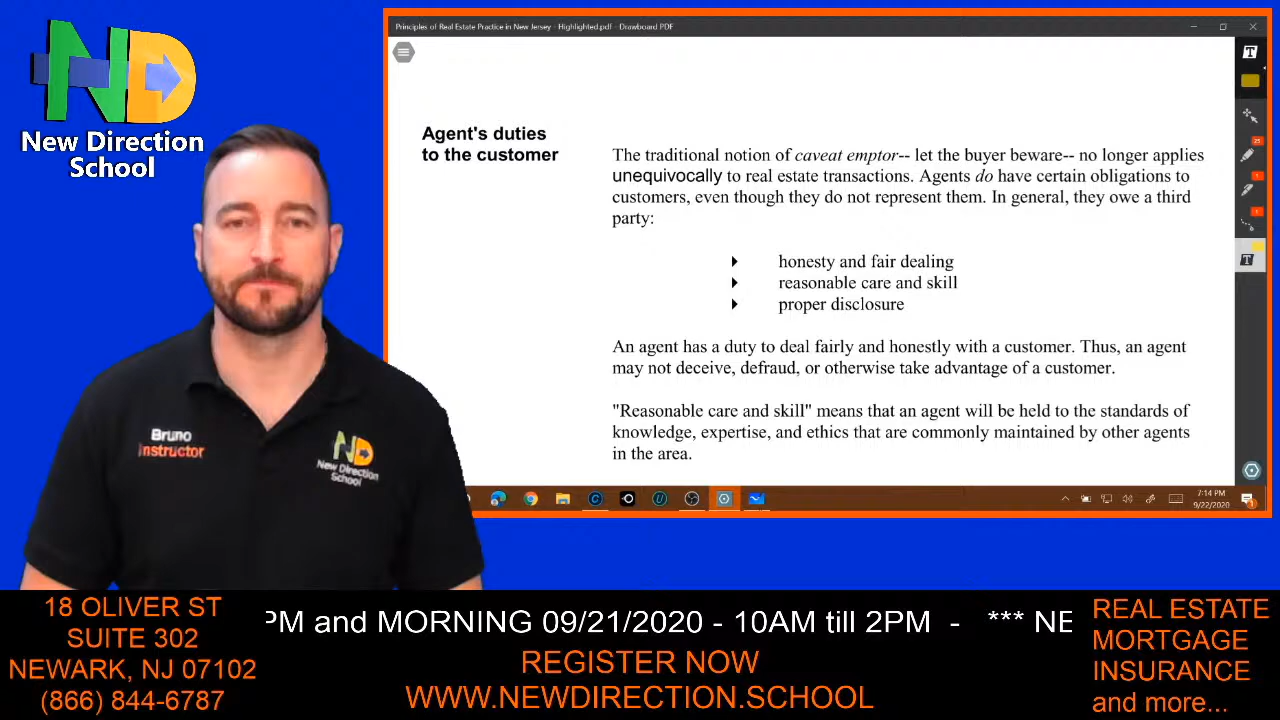 ND
New Direction
School
Principles of Real Estate Practice in New Jersey - Highlighted.pdf - Drawboard PDF
Agent's duties
to the customer
The traditional notion of caveat emptor-- let the buyer beware-- no longer applies
unequivocally to real estate transactions. Agents do have certain obligations to
customers, even though they do not represent them. In general, they owe a third
party:
honesty and fair dealing
reasonable care and skill
proper disclosure
An agent has a duty to deal fairly and honestly with a customer. Thus, an agent
may not deceive, defraud, or otherwise take advantage of a customer.
"Reasonable care and skill" means that an agent will be held to the standards of
knowledge, expertise, and ethics that are commonly maintained by other agents
in the area.
7:14 PM
9/22/2020
Bruno
Instructor
ND
New Direction
School
18 OLIVER ST
SUITE 302
NEWARK, NJ 07102
(866) 844-6787
PM and MORNING 09/21/2020 - 10AM till 2PM - *** NE
REGISTER NOW
WWW.NEWDIRECTION.SCHOOL
REAL ESTATE
MORTGAGE
INSURANCE
and more...